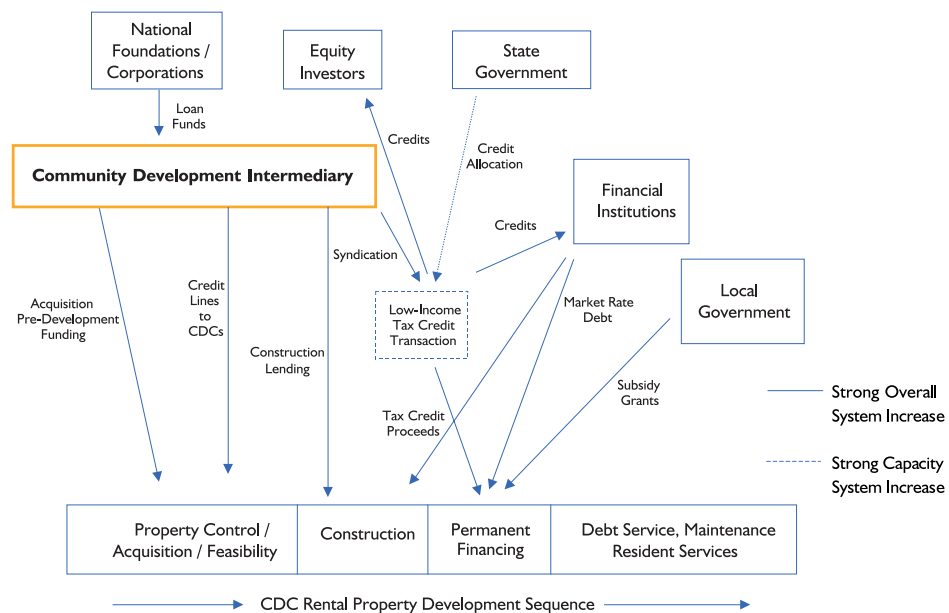 National
Foundations /
Corporations
Equity
Investors
State
Government
Loan
Funds
Credits
Credit
Allocation
Community Development Intermediary
Financial
Institutions
Credits
Syndication
Acquisition
Pre-Development
Funding
Credit
Lines
to
CDCs
Low-Income
Tax Credit
Transaction
Market Rate
Debt
Local
Government
Construction
Lending
Subsidy
Grants
Tax Credit
Proceeds
Strong Overall
System Increase
Strong Capacity
System Increase
Property Control /
Acquisition / Feasibility
Construction
Permanent
Financing
Debt Service, Maintenance
Resident Services
CDC Rental Property Development Sequence